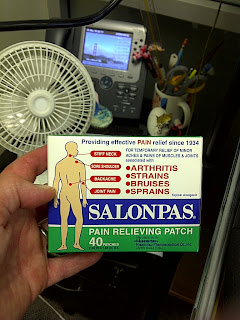 Providing effective PAIN relief since 1934
STIFF NECK
SORE SHOULDER
BACKACHE
JOINT PAIN
FOR TEMPORARY RELIEF OF MINOR
ACHES & PAINS OF MUSCLES & JOINTS
associated with
•ARTHRITIS
•STRAINS
•BRUISES
•SPRAINS
SALONPAS®
PAIN RELIEVING PATCH
40 PATCHES